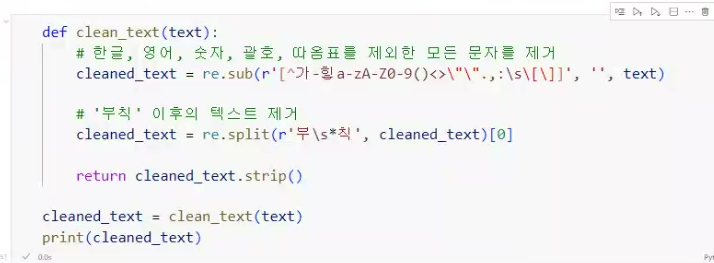 def clean_text(text):
# 한글, 영어, 숫자, 괄호, 따옴표를 제외한 모든 문자를 제거
cleaned_text = re.sub(r'[^가-힣a-zA-Z0-9()<>\"\".,:\s\[\]]', '', text)
# '부칙' 이후의 텍스트 제거
cleaned_text = re.split(r'부\s*칙', cleaned_text)[0]
return cleaned_text.strip()
cleaned_text = clean_text(text)
print(cleaned_text)
0.0s